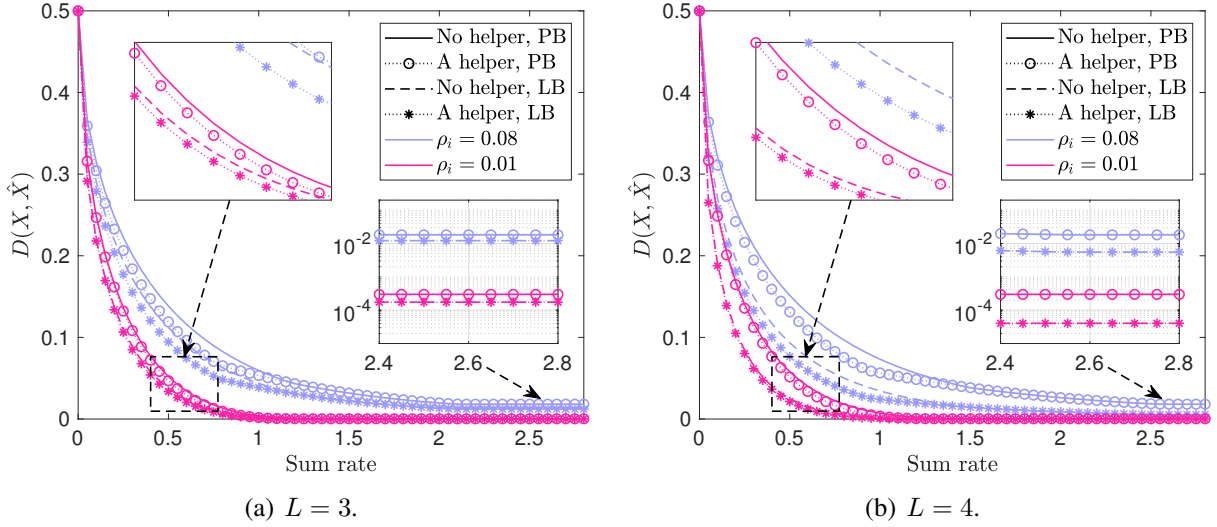 0.5
0.4
0.3
0.2
0.1
0
D(X, X̂)
No helper, PB
A helper, PB
No helper, LB
A helper, LB
ρ_i = 0.08
ρ_i = 0.01
10^-2
10^-4
2.4 2.6 2.8
0 0.5 1 1.5 2 2.5
Sum rate
(a) L = 3.
0.5
0.4
0.3
0.2
0.1
0
D(X, X̂)
No helper, PB
A helper, PB
No helper, LB
A helper, LB
ρ_i = 0.08
ρ_i = 0.01
10^-2
10^-4
2.4 2.6 2.8
0 0.5 1 1.5 2 2.5
Sum rate
(b) L = 4.